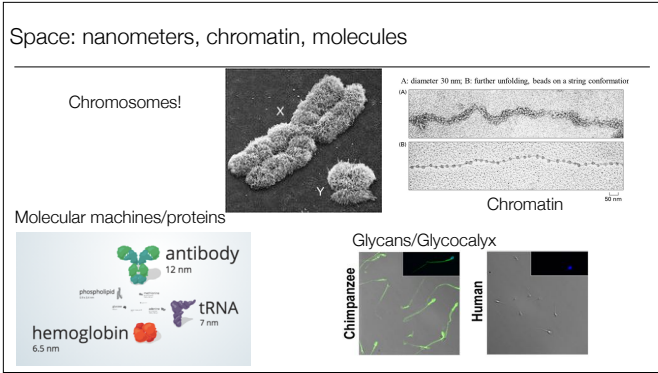 Space: nanometers, chromatin, molecules
Chromosomes!
X
Y
A: diameter 30 nm; B: further unfolding, beads on a string conformation
(A)
(B)
50 nm
Chromatin
Molecular machines/proteins
antibody
12 nm
phospholipid
tRNA
7 nm
hemoglobin
6.5 nm
Glycans/Glycocalyx
Chimpanzee
Human